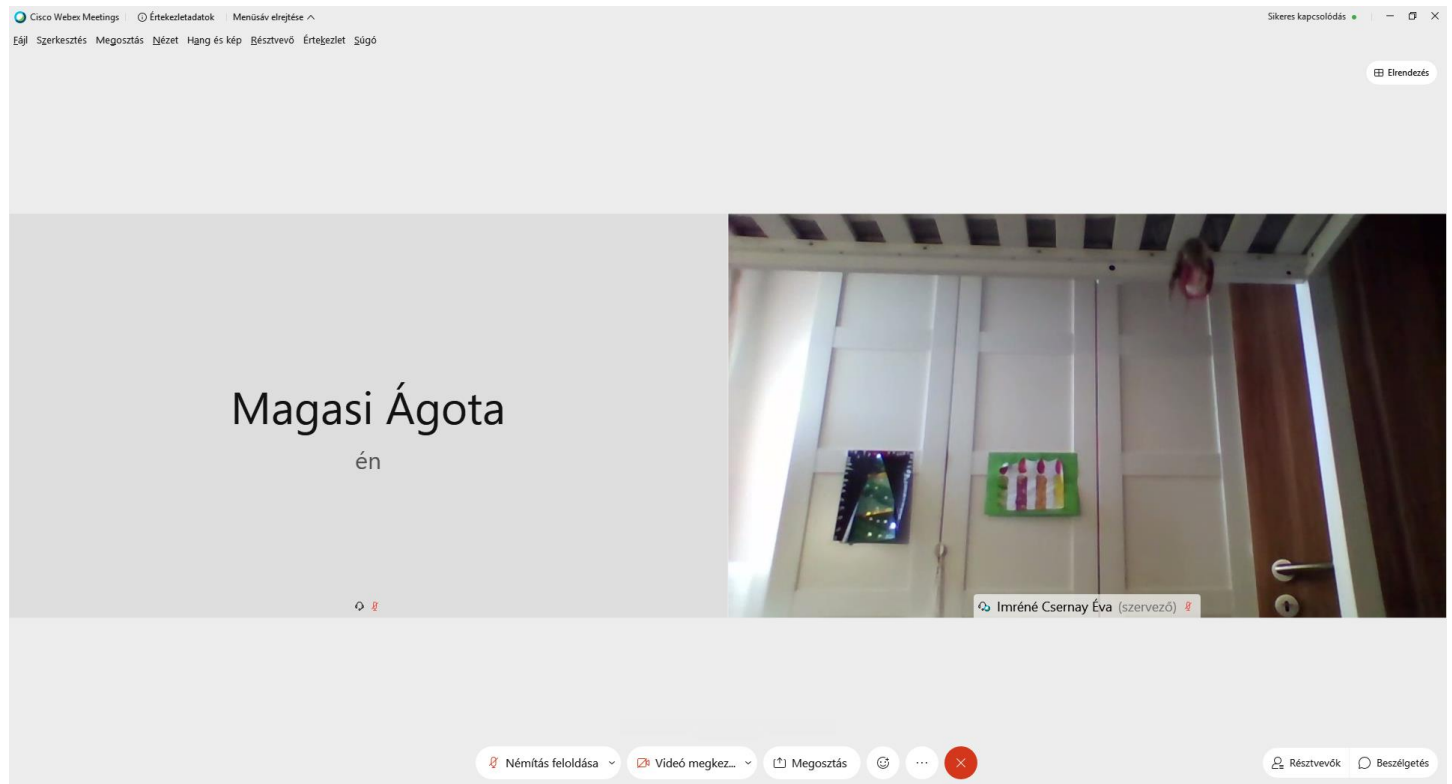 Cisco Webex Meetings Értekezletadatok Menüsáv elrejtése
Sikeres kapcsolódás
Fájl Szerkesztés Megosztás Nézet Hang és kép Résztvevő Értekezlet Súgó
Elrendezés
Magasi Ágota
én
Imréné Csernay Éva (szervező)
Némítás feloldása
Videó megkez...
Megosztás
Résztvevők
Beszélgetés